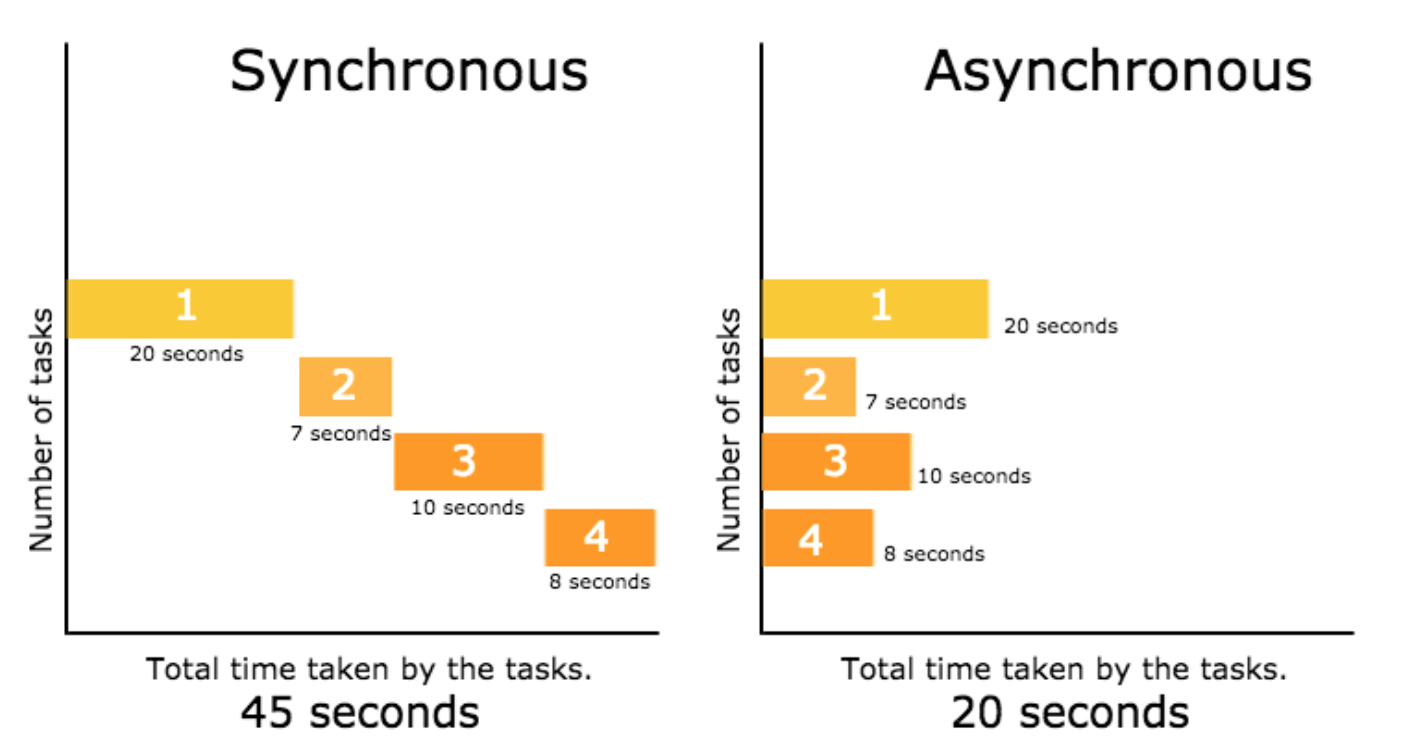 Synchronous
Number of tasks
1
20 seconds
2
7 seconds
3
10 seconds
4
8 seconds
Total time taken by the tasks.
45 seconds
Asynchronous
Number of tasks
1
20 seconds
2
7 seconds
3
10 seconds
4
8 seconds
Total time taken by the tasks.
20 seconds